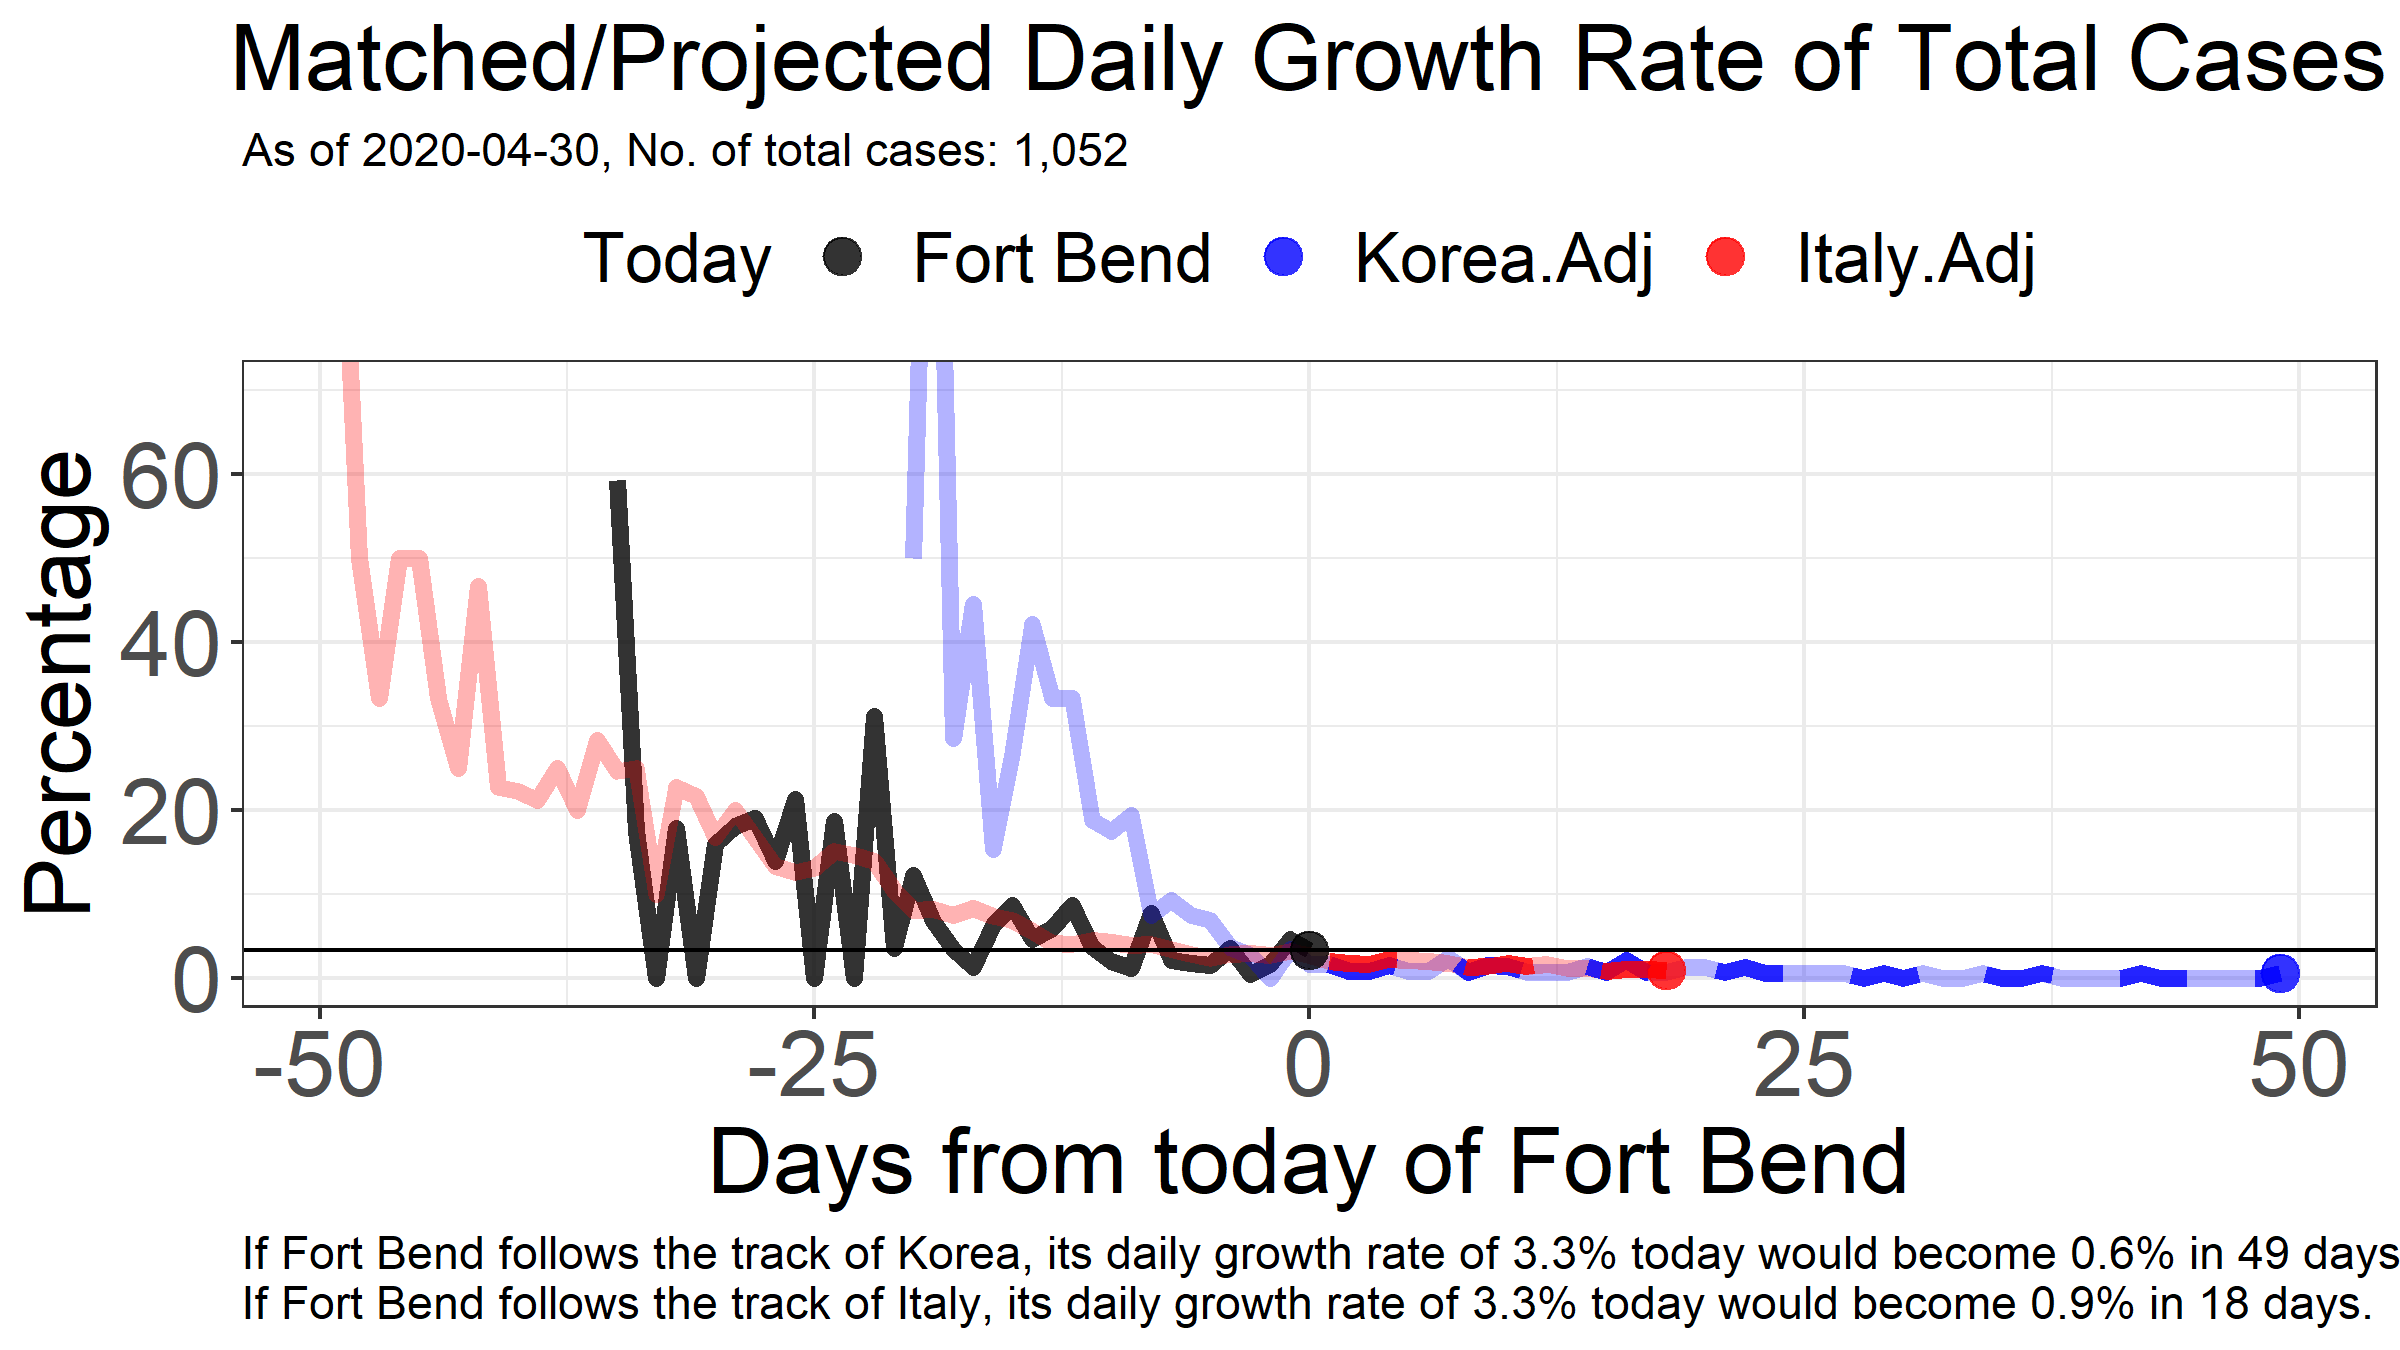 Matched/Projected Daily Growth Rate of Total Cases
As of 2020-04-30, No. of total cases: 1,052
Today Fort Bend Korea.Adj Italy.Adj
Percentage
60
40
20
0
-50 -25 0 25 50
Days from today of Fort Bend
If Fort Bend follows the track of Korea, its daily growth rate of 3.3% today would become 0.6% in 49 days
If Fort Bend follows the track of Italy, its daily growth rate of 3.3% today would become 0.9% in 18 days.